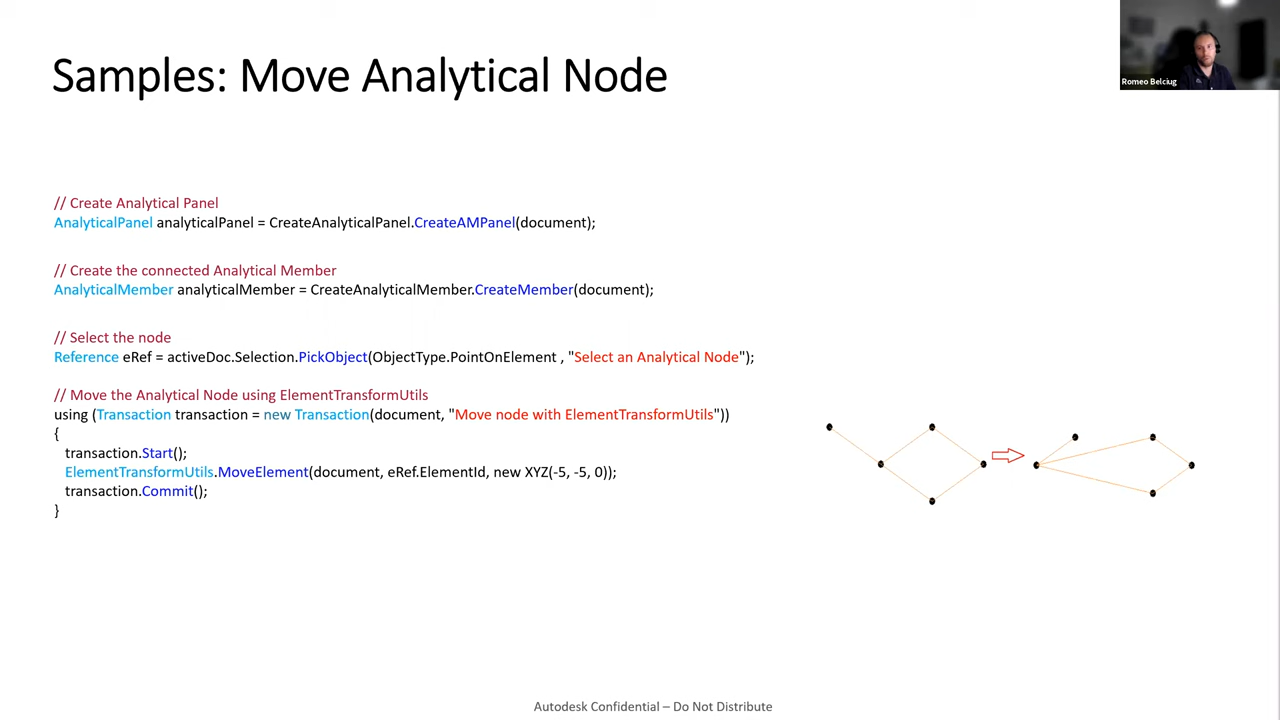 Samples: Move Analytical Node
Romeo Belciug
// Create Analytical Panel
AnalyticalPanel analyticalPanel = CreateAnalyticalPanel.CreateAMPanel(document);
// Create the connected Analytical Member
AnalyticalMember analyticalMember = CreateAnalyticalMember.CreateMember(document);
// Select the node
Reference eRef = activeDoc.Selection.PickObject(ObjectType.PointOnElement , "Select an Analytical Node");
// Move the Analytical Node using ElementTransformUtils
using (Transaction transaction = new Transaction(document, "Move node with ElementTransformUtils"))
{
transaction.Start();
ElementTransformUtils.MoveElement(document, eRef.ElementId, new XYZ(-5, -5, 0));
transaction.Commit();
}
Autodesk Confidential – Do Not Distribute